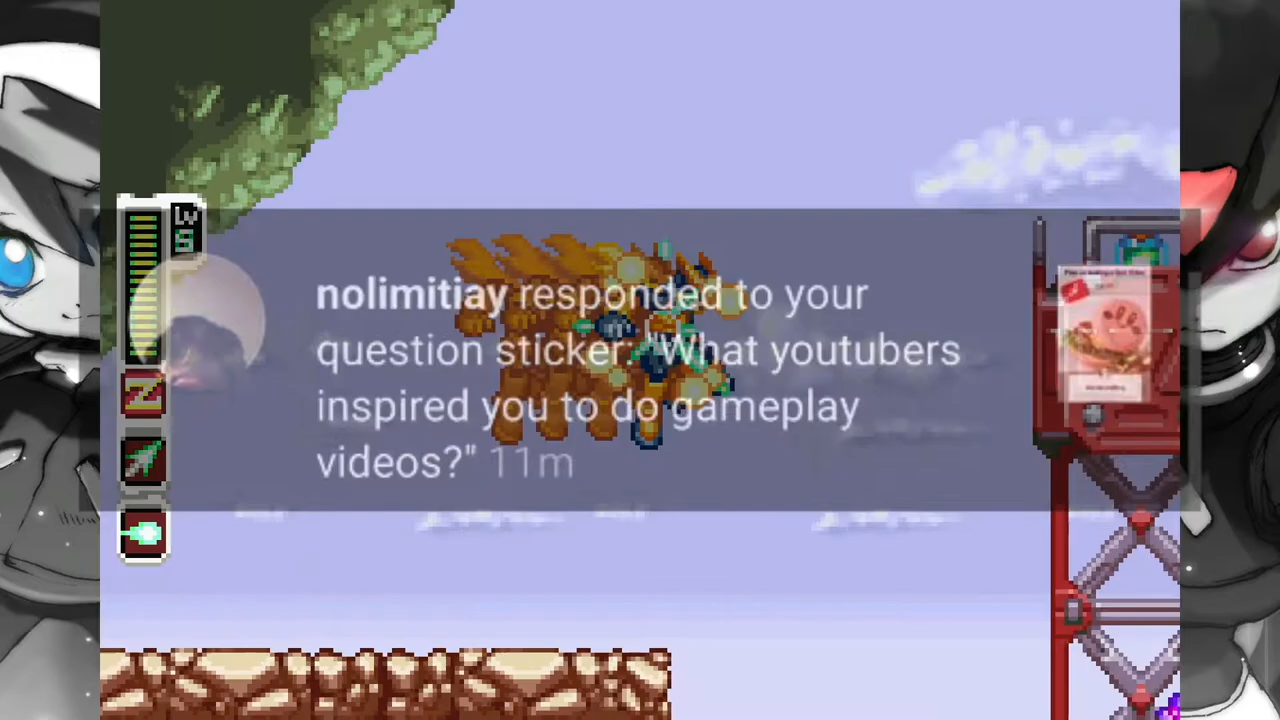 nolimitiay responded to your
question sticker: "What youtubers
inspired you to do gameplay
videos?" 11m